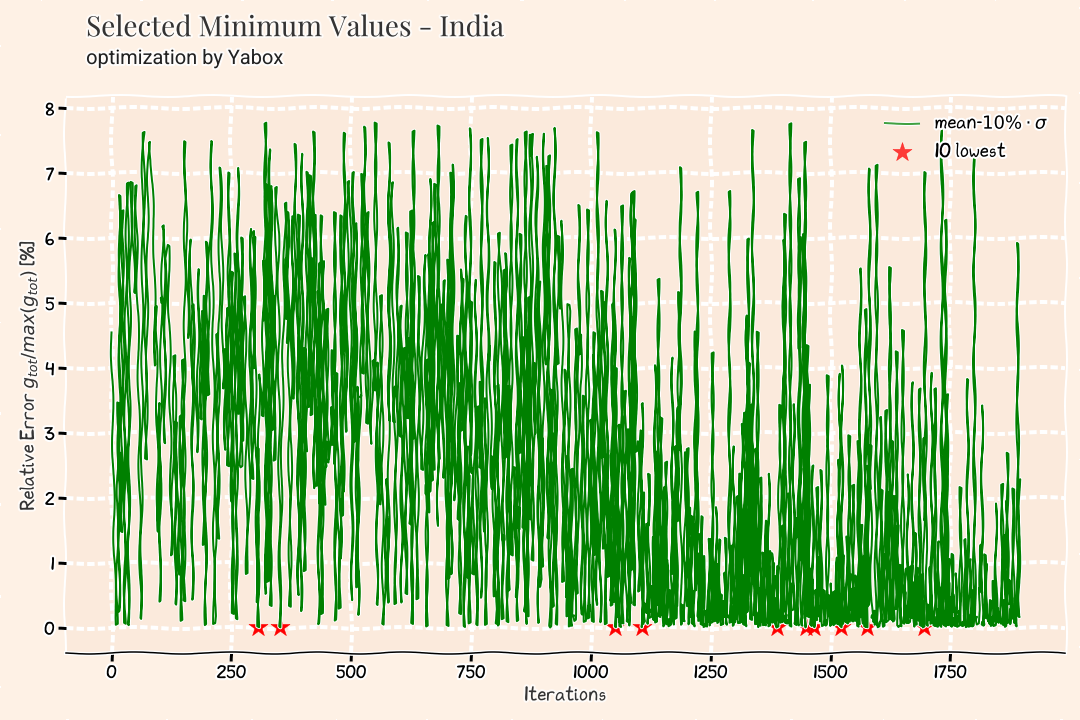 Selected Minimum Values - India
optimization by Yabox
mean-10% · σ
10 lowest
Relative Error g_tot/max(g_tot) [%]
8
7
6
5
4
3
2
1
0
0 250 500 750 1000 1250 1500 1750
Iterations